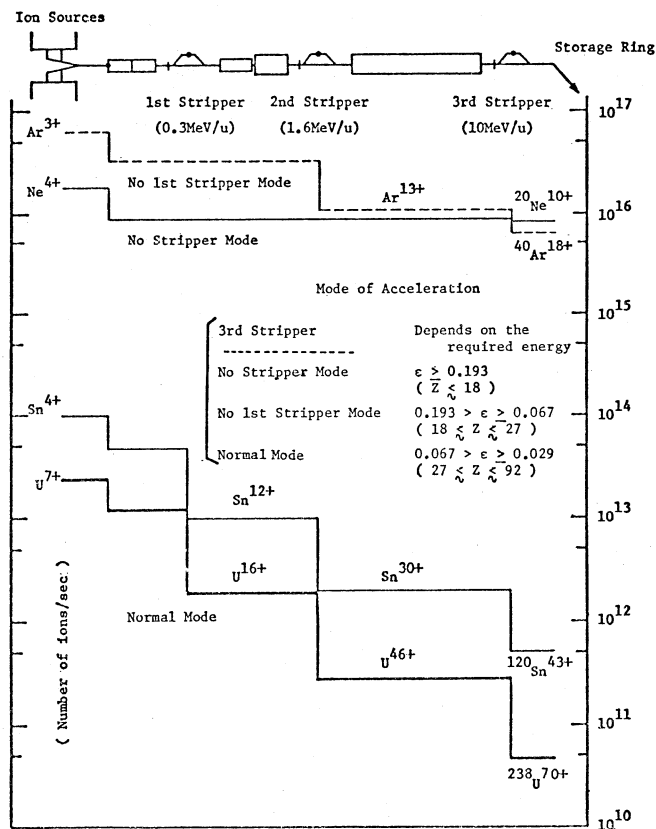 Ion Sources
Storage Ring
1st Stripper 2nd Stripper 3rd Stripper
(0.3MeV/u) (1.6MeV/u) (10MeV/u)
10^17
Ar^3+
No 1st Stripper Mode
Ne^4+
Ar^13+
^20Ne^10+
10^16
No Stripper Mode
^40Ar^18+
Mode of Acceleration
10^15
3rd Stripper Depends on the
required energy
No Stripper Mode ε ≥ 0.193
( Z ≲ 18 )
No 1st Stripper Mode 0.193 > ε ≥ 0.067
( 18 ≲ Z ≲ 27 )
Normal Mode 0.067 > ε ≥ 0.029
( 27 ≲ Z ≲ 92 )
10^14
Sn^4+
U^7+
Sn^12+
10^13
U^16+
Sn^30+
Normal Mode
10^12
U^46+
^120Sn^43+
( Number of ions/sec. )
10^11
^238U^70+
10^10